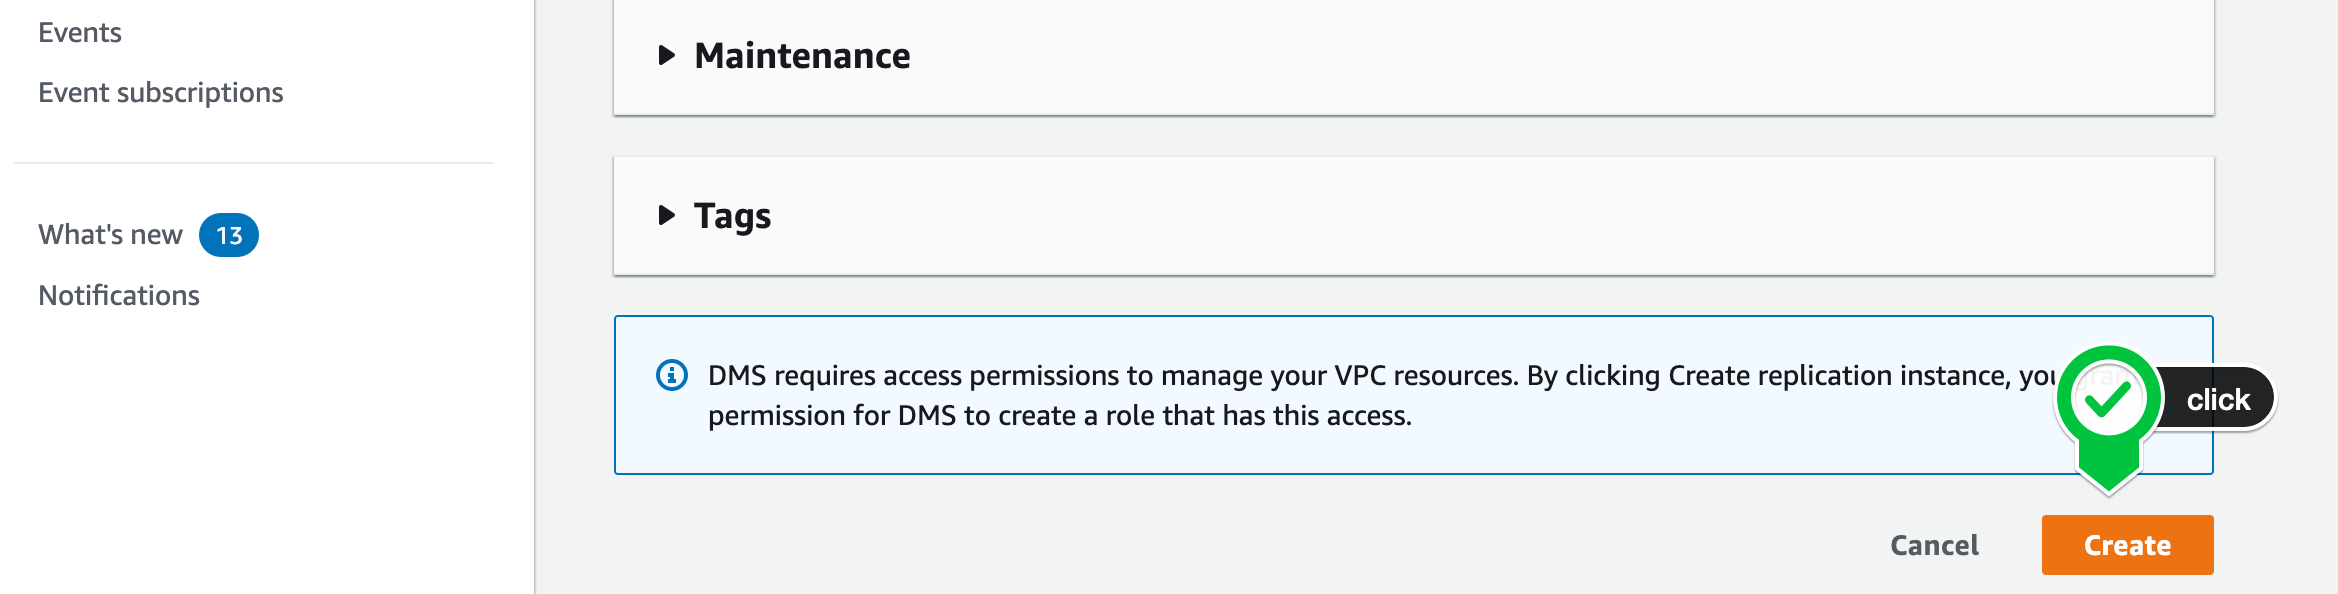 Events
Event subscriptions
What's new 13
Notifications
Maintenance
Tags
DMS requires access permissions to manage your VPC resources. By clicking Create replication instance, you
permission for DMS to create a role that has this access.
click
Cancel
Create